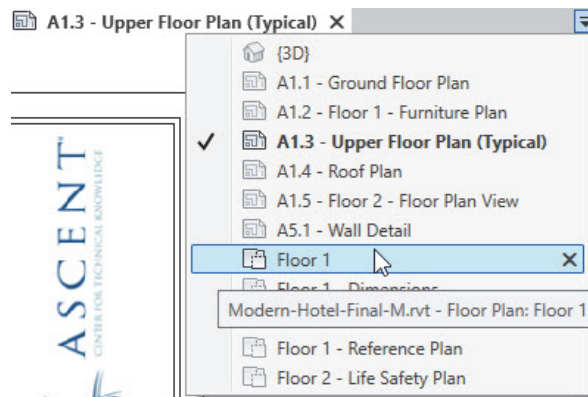 A1.3 - Upper Floor Plan (Typical)
{3D}
A1.1 - Ground Floor Plan
A1.2 - Floor 1 - Furniture Plan
A1.3 - Upper Floor Plan (Typical)
A1.4 - Roof Plan
A1.5 - Floor 2 - Floor Plan View
A5.1 - Wall Detail
Floor 1
Floor 1 - Dimensions
Modern-Hotel-Final-M.rvt - Floor Plan: Floor 1
Floor 1 - Reference Plan
Floor 2 - Life Safety Plan
ASCENT
CENTER FOR TECHNICAL KNOWLEDGE